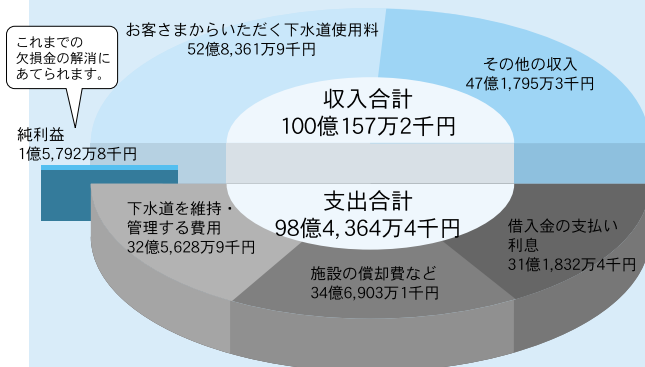 お客さまからいただく下水道使用料
52億8,361万9千円
これまでの
欠損金の解消に
あてられます。
その他の収入
47億1,795万3千円
収入合計
100億157万2千円
純利益
1億5,792万8千円
支出合計
98億4,364万4千円
下水道を維持・
管理する費用
32億5,628万9千円
借入金の支払い
利息
31億1,832万4千円
施設の償却費など
34億6,903万1千円